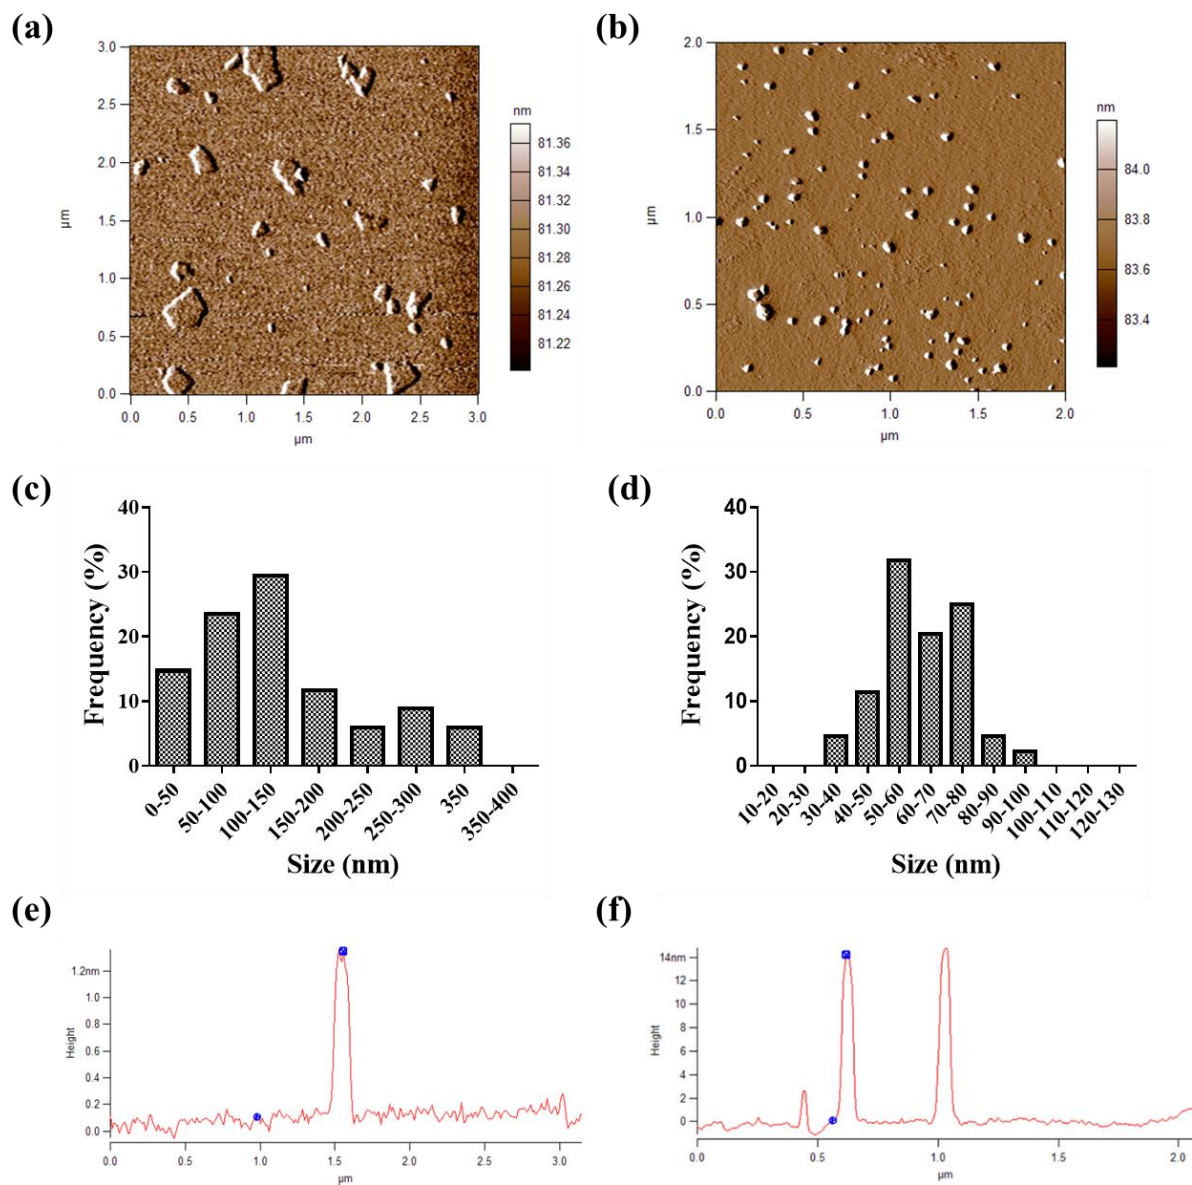 (a)
3.0
2.5
2.0
1.5
1.0
0.5
0.0
µm
0.0 0.5 1.0 1.5 2.0 2.5 3.0
µm
nm
81.36
81.34
81.32
81.30
81.28
81.26
81.24
81.22
(b)
2.0
1.5
1.0
0.5
0.0
µm
0.0 0.5 1.0 1.5 2.0
µm
nm
84.0
83.8
83.6
83.4
(c)
40
30
20
10
0
Frequency (%)
0-50 50-100 100-150 150-200 200-250 250-300 350 350-400
Size (nm)
(d)
40
30
20
10
0
Frequency (%)
10-20 20-30 30-40 40-50 50-60 60-70 70-80 80-90 90-100 100-110 110-120 120-130
Size (nm)
(e)
1.2nm
1.0
0.8
0.6
0.4
0.2
0.0
Height
0.0 0.5 1.0 1.5 2.0 2.5 3.0
µm
(f)
14nm
12
10
8
6
4
2
0
Height
0.0 0.5 1.0 1.5 2.0
µm